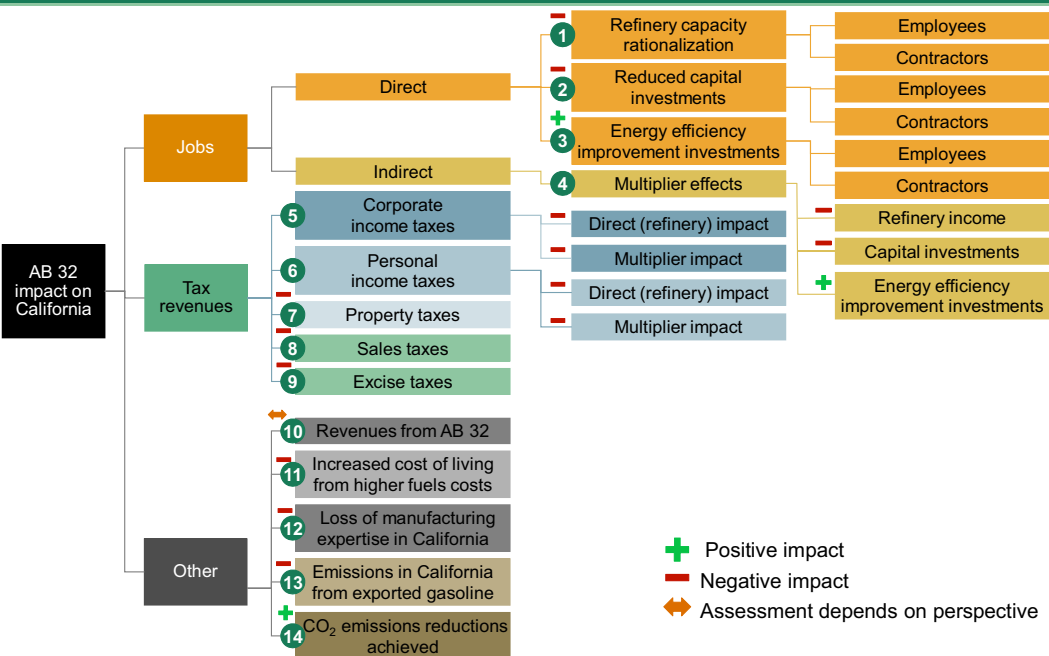 AB 32
impact on
California
Jobs
Direct
1
Refinery capacity
rationalization
Employees
Contractors
2
Reduced capital
investments
Employees
Contractors
3
Energy efficiency
improvement investments
Employees
Contractors
Indirect
4
Multiplier effects
Refinery income
Capital investments
Energy efficiency
improvement investments
Tax
revenues
5
Corporate
income taxes
Direct (refinery) impact
Multiplier impact
6
Personal
income taxes
Direct (refinery) impact
Multiplier impact
7
Property taxes
8
Sales taxes
9
Excise taxes
Other
10
Revenues from AB 32
11
Increased cost of living
from higher fuels costs
12
Loss of manufacturing
expertise in California
13
Emissions in California
from exported gasoline
14
CO2 emissions reductions
achieved
Positive impact
Negative impact
Assessment depends on perspective